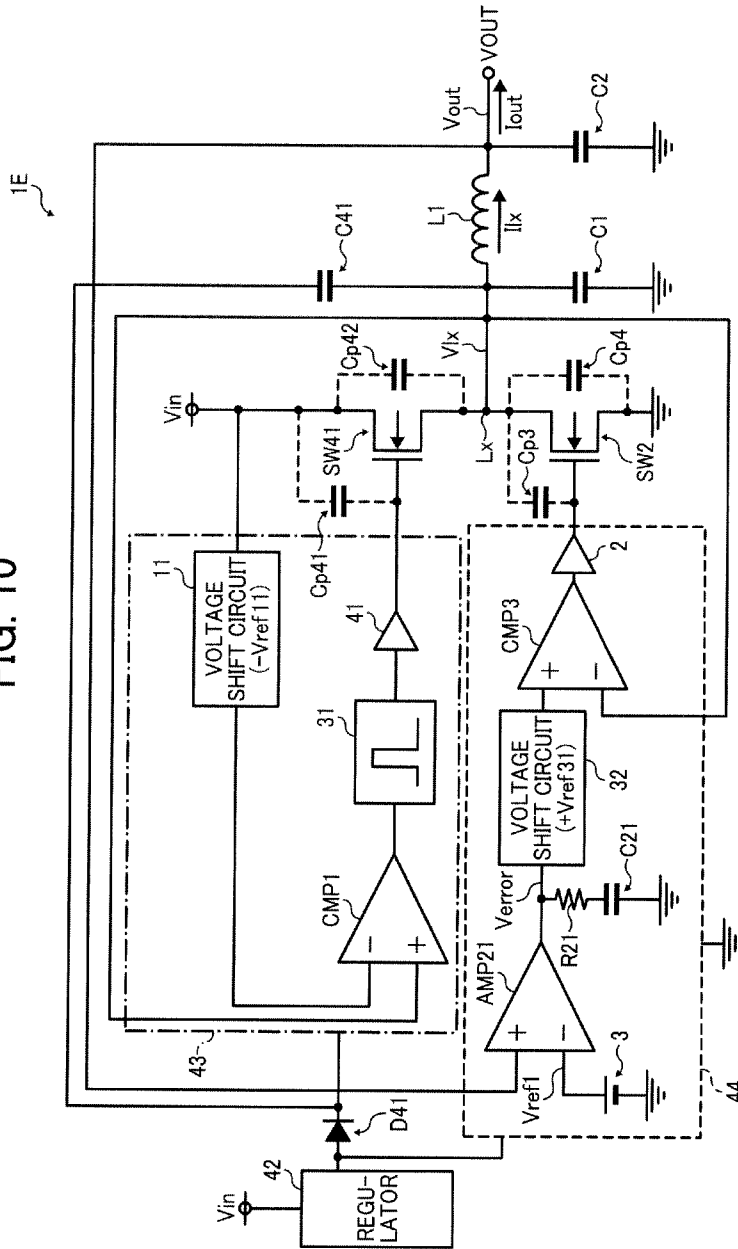 FIG. 10
1E
Vin
42
REGU-
LATOR
D41
43
11
VOLTAGE
SHIFT CIRCUIT
(-Vref11)
CMP1
-
+
31
41
Cp41
Vin
SW41
Cp42
C41
Lx
Vlx
L1
Ilx
Vout
VOUT
Iout
C1
C2
Cp3
Cp4
SW2
2
CMP3
+
-
VOLTAGE
SHIFT CIRCUIT
(+Vref31)
32
Verror
R21
C21
AMP21
+
-
Vref1
3
44